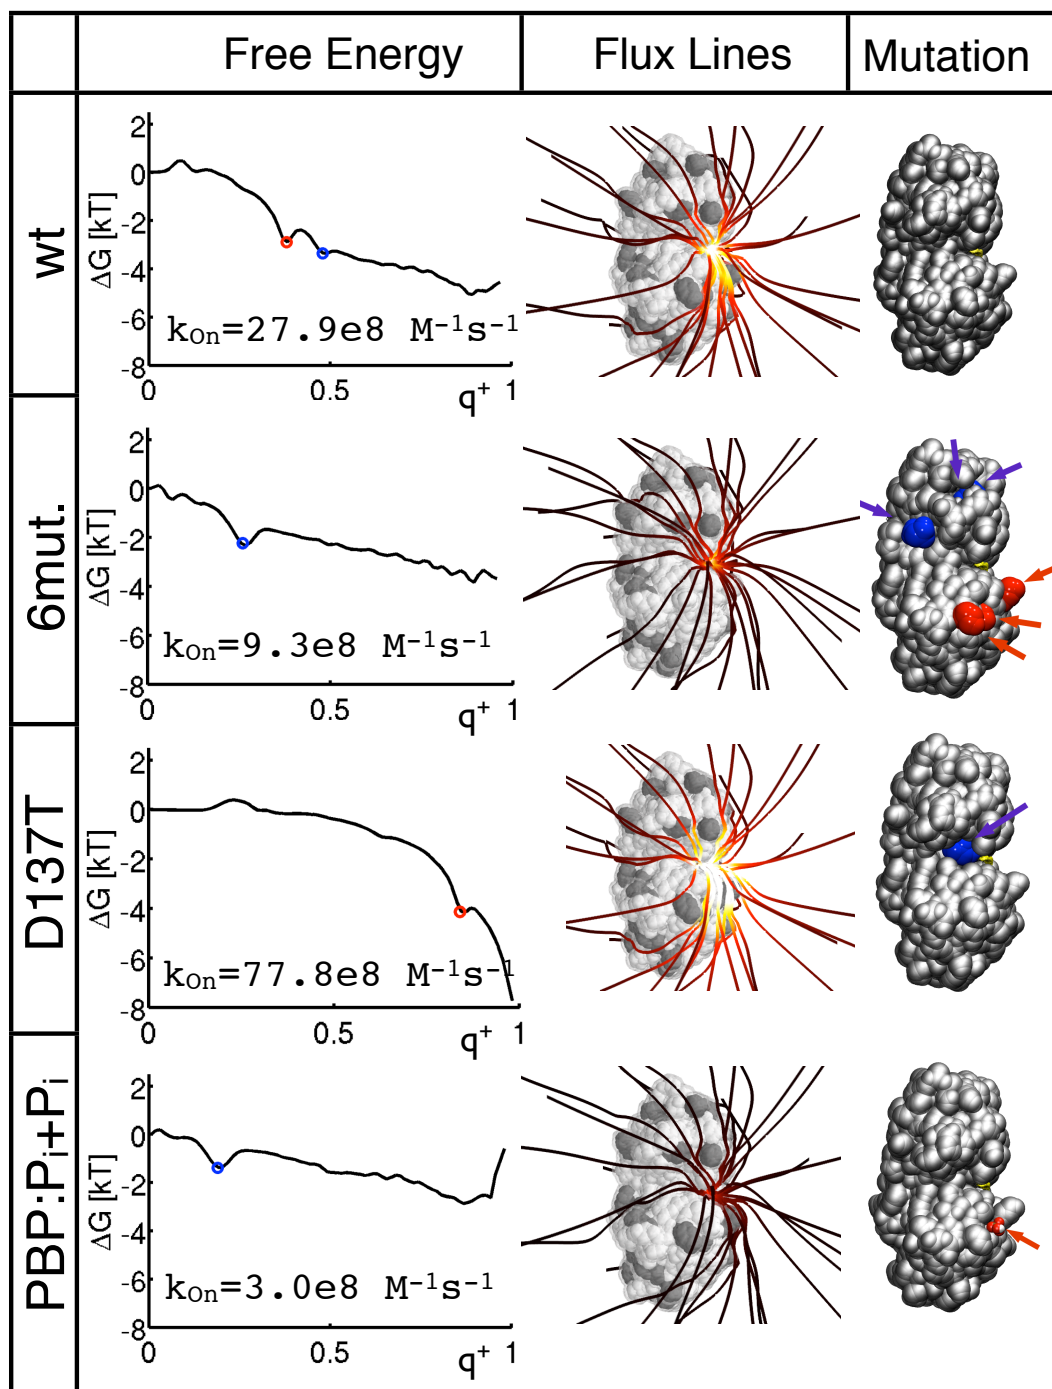 Free Energy Flux Lines Mutation
wt
ΔG [kT]
2
0
-2
-4
-6
-8
kOn=27.9e8 M⁻¹s⁻¹
0 0.5 q⁺ 1
6mut.
ΔG [kT]
2
0
-2
-4
-6
-8
kOn=9.3e8 M⁻¹s⁻¹
0 0.5 q⁺ 1
D137T
ΔG [kT]
2
0
-2
-4
-6
-8
kOn=77.8e8 M⁻¹s⁻¹
0 0.5 q⁺ 1
PBP:Pᵢ+Pᵢ
ΔG [kT]
2
0
-2
-4
-6
-8
kOn=3.0e8 M⁻¹s⁻¹
0 0.5 q⁺ 1